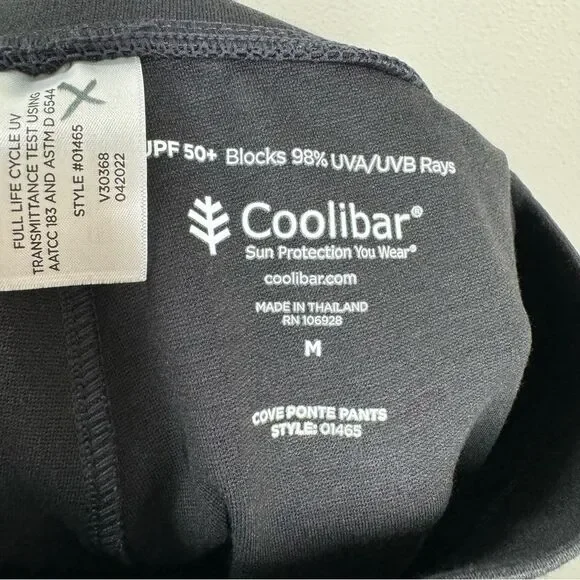 FULL LIFE CYCLE UV
TRANSMITTANCE TEST USING
AATCC 183 AND ASTM D 6544
STYLE #01465
V30368
042022
X
UPF 50+ Blocks 98% UVA/UVB Rays
Coolibar®
Sun Protection You Wear®
coolibar.com
MADE IN THAILAND
RN 106928
M
COVE PONTE PANTS
STYLE: 01465